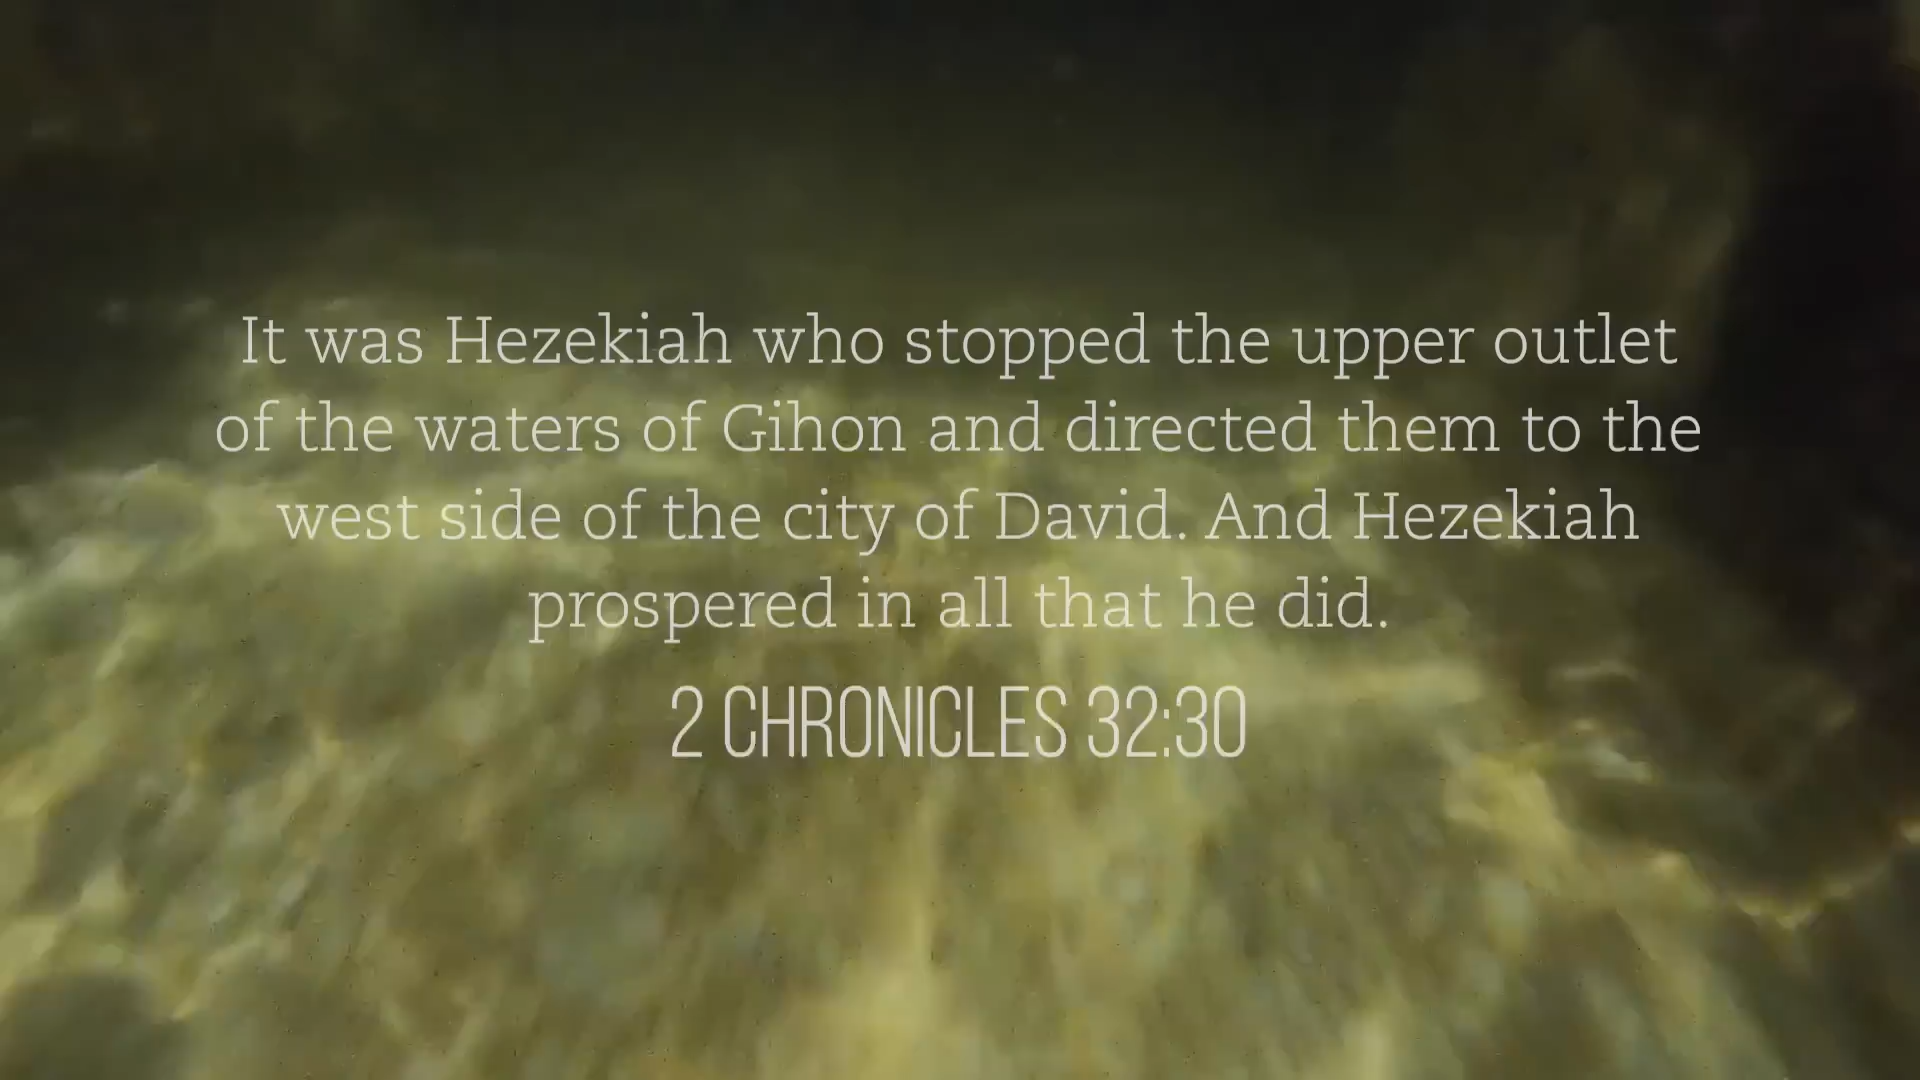 It was Hezekiah who stopped the upper outlet
of the waters of Gihon and directed them to the
west side of the city of David. And Hezekiah
prospered in all that he did.
2 CHRONICLES 32:30